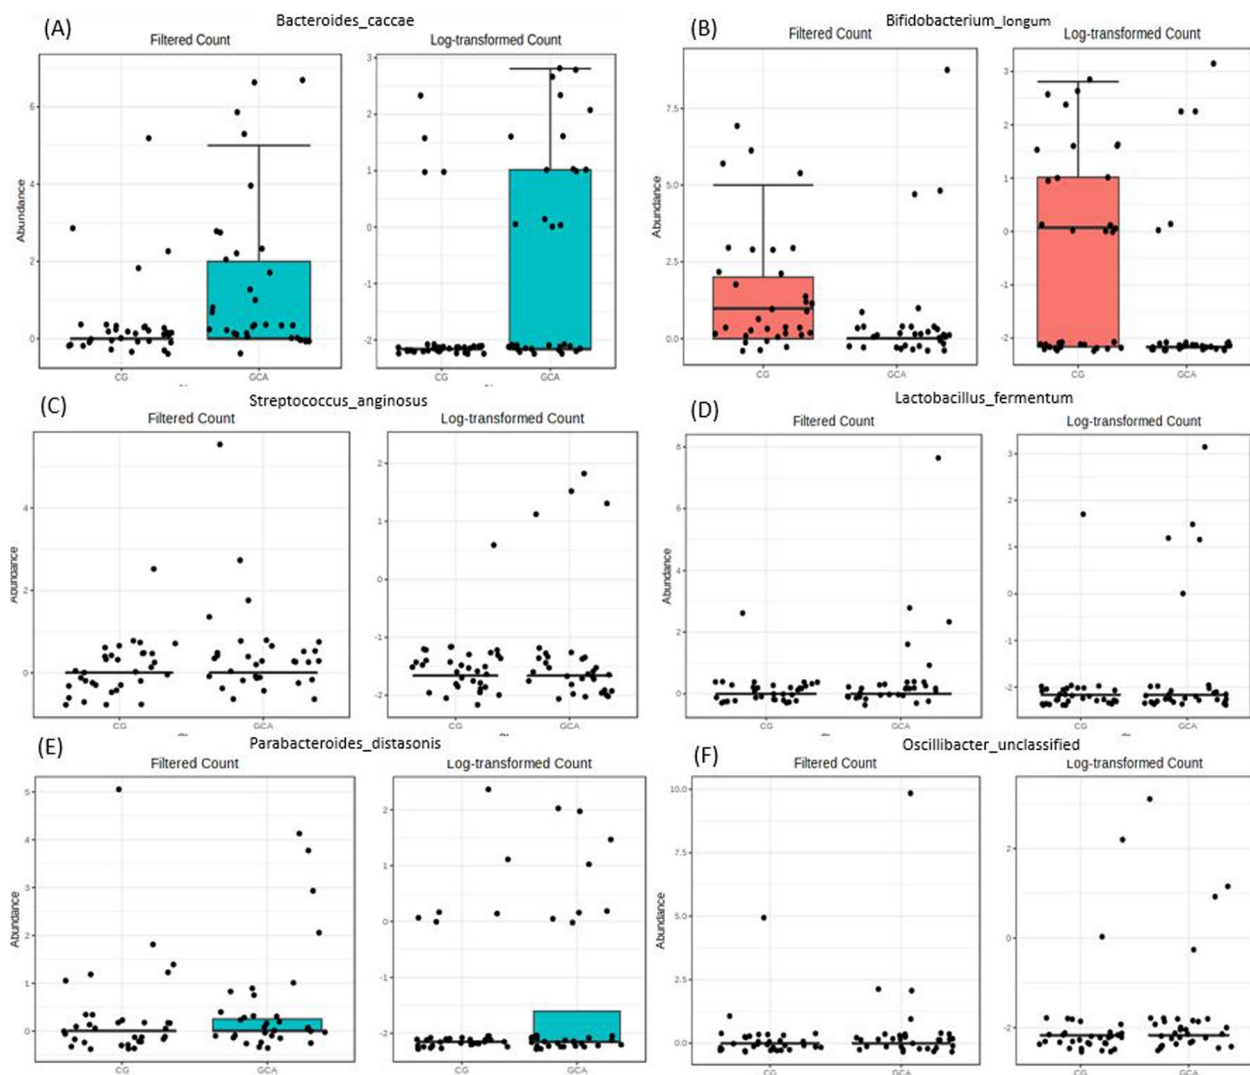 (A)
Bacteroides_caccae
Filtered Count
Log-transformed Count
Abundance
6
4
2
0
CG
GCA
3
2
1
0
-1
-2
CG
GCA
(B)
Bifidobacterium_longum
Filtered Count
Log-transformed Count
Abundance
7.5
5.0
2.5
0.0
CG
GCA
3
2
1
0
-1
-2
CG
GCA
(C)
Streptococcus_anginosus
Filtered Count
Log-transformed Count
Abundance
4
2
0
CG
GCA
2
1
0
-1
-2
CG
GCA
(D)
Lactobacillus_fermentum
Filtered Count
Log-transformed Count
Abundance
8
6
4
2
0
CG
GCA
3
2
1
0
-1
-2
CG
GCA
(E)
Parabacteroides_distasonis
Filtered Count
Log-transformed Count
Abundance
5
4
3
2
1
0
CG
GCA
2
1
0
-1
-2
CG
GCA
(F)
Oscillibacter_unclassified
Filtered Count
Log-transformed Count
Abundance
10.0
7.5
5.0
2.5
0.0
CG
GCA
2
0
-2
CG
GCA